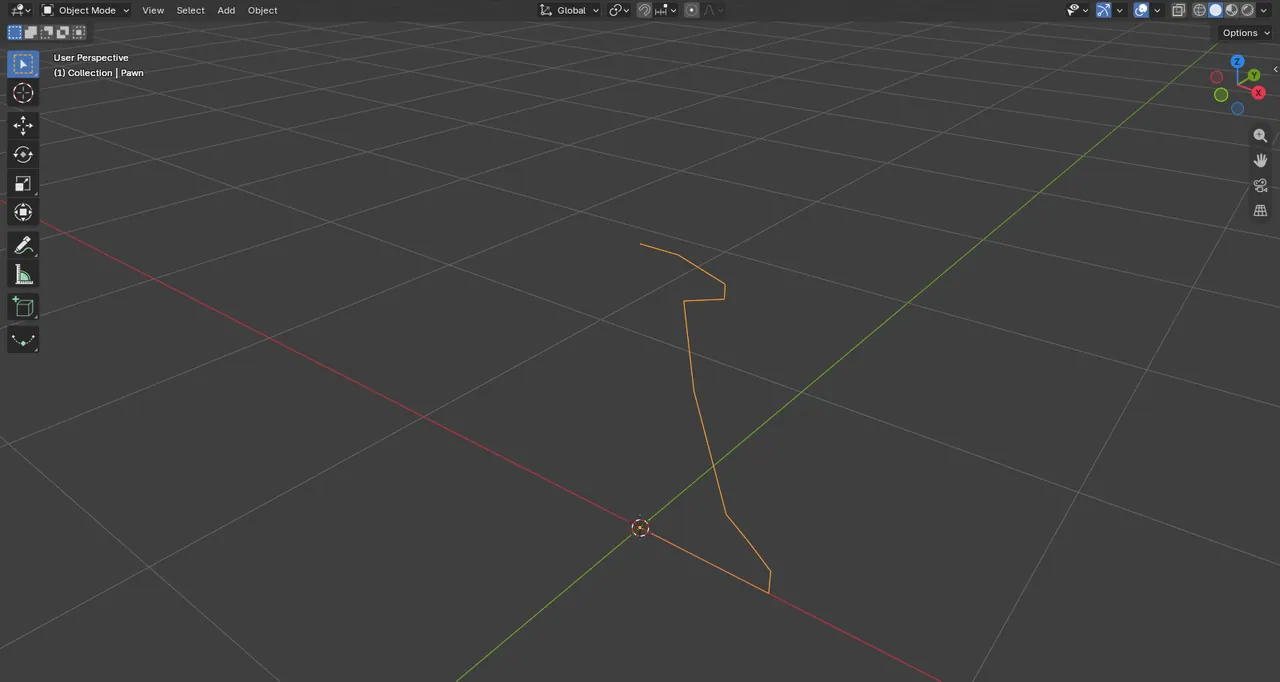 Object Mode View Select Add Object Global
Options
User Perspective
(1) Collection | Pawn
Z
Y
X